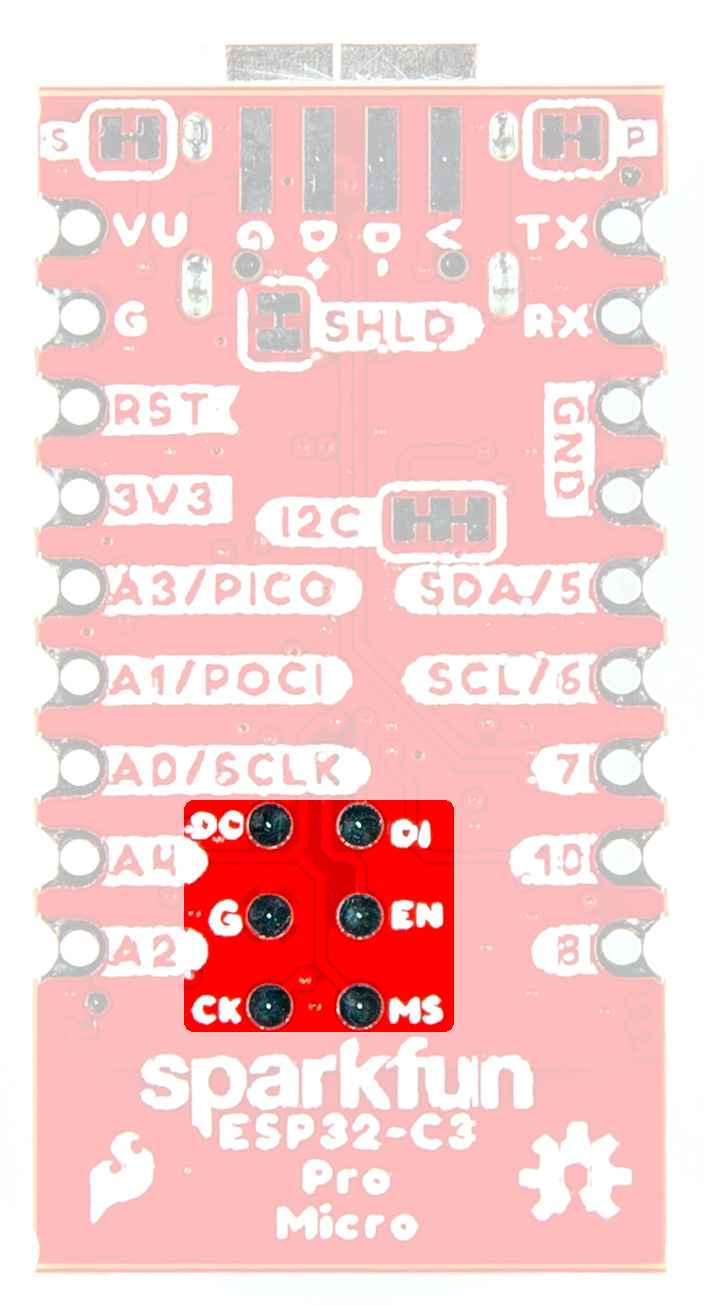 S P
VU G D+ D- V TX
G SHLD RX
RST GND
3V3 I2C
A3/PICO SDA/5
A1/POCI SCL/6
A0/SCLK 7
DO DI
A4 10
G EN
A2 8
CK MS
sparkfun
ESP32-C3
Pro
Micro